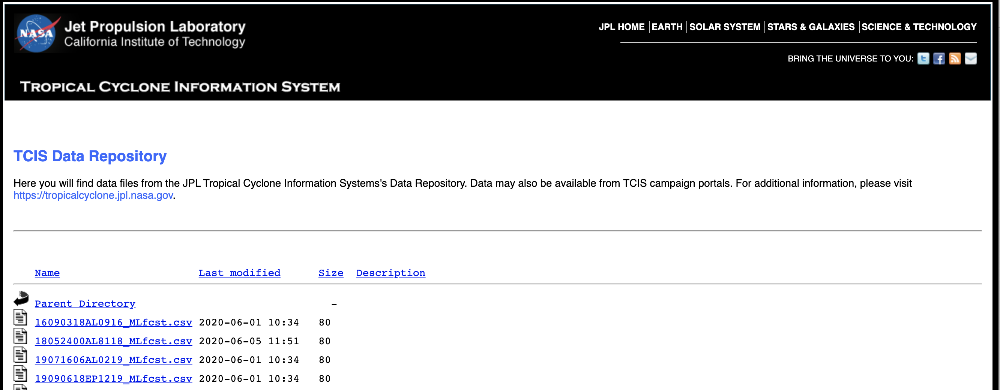 NASA
Jet Propulsion Laboratory
California Institute of Technology
JPL HOME | EARTH | SOLAR SYSTEM | STARS & GALAXIES | SCIENCE & TECHNOLOGY
BRING THE UNIVERSE TO YOU:
TROPICAL CYCLONE INFORMATION SYSTEM
TCIS Data Repository
Here you will find data files from the JPL Tropical Cyclone Information Systems's Data Repository. Data may also be available from TCIS campaign portals. For additional information, please visit
https://tropicalcyclone.jpl.nasa.gov.
Name Last modified Size Description
Parent Directory -
16090318AL0916_MLfcst.csv 2020-06-01 10:34 80
18052400AL8118_MLfcst.csv 2020-06-05 11:51 80
19071606AL0219_MLfcst.csv 2020-06-01 10:34 80
19090618EP1219_MLfcst.csv 2020-06-01 10:34 80